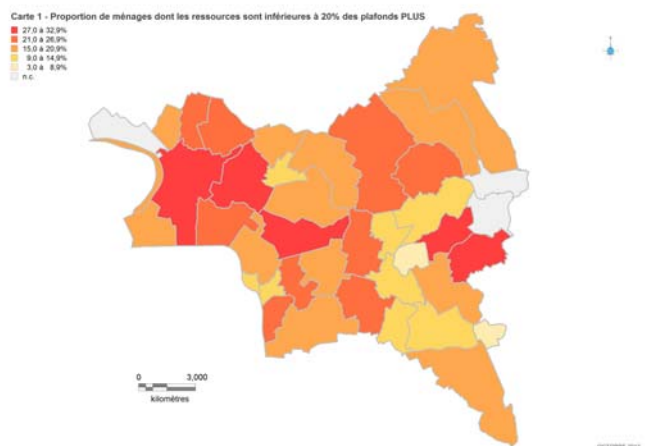 Carte 1 - Proportion de ménages dont les ressources sont inférieures à 20% des plafonds PLUS
27,0 à 32,9%
21,0 à 26,9%
15,0 à 20,9%
9,0 à 14,9%
3,0 à 8,9%
n.c.
0 3,000
kilomètres